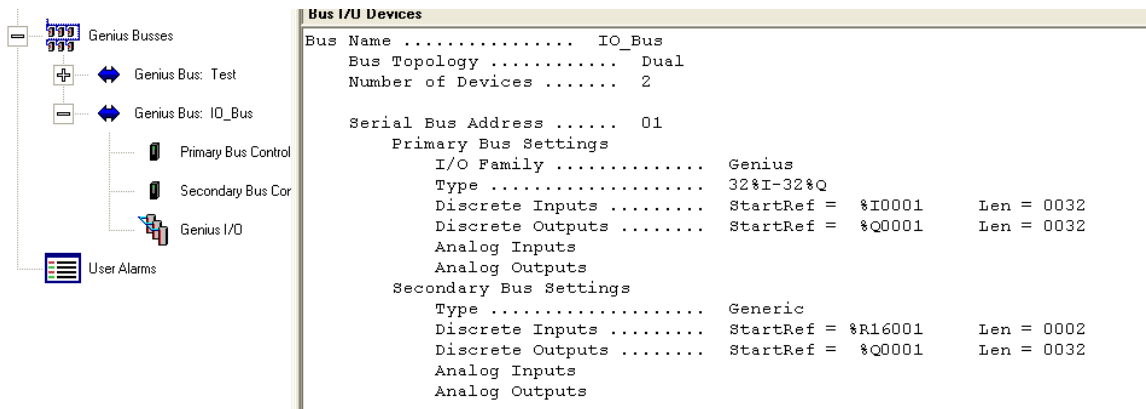 Genius Busses
Genius Bus: Test
Genius Bus: IO_Bus
Primary Bus Control
Secondary Bus Cor
Genius I/O
User Alarms
Bus I/O Devices
Bus Name ................ IO_Bus
Bus Topology ............ Dual
Number of Devices ....... 2
Serial Bus Address ...... 01
Primary Bus Settings
I/O Family .............. Genius
Type .................... 32%I-32%Q
Discrete Inputs ......... StartRef = %I0001 Len = 0032
Discrete Outputs ........ StartRef = %Q0001 Len = 0032
Analog Inputs
Analog Outputs
Secondary Bus Settings
Type .................... Generic
Discrete Inputs ......... StartRef = %R16001 Len = 0002
Discrete Outputs ........ StartRef = %Q0001 Len = 0032
Analog Inputs
Analog Outputs